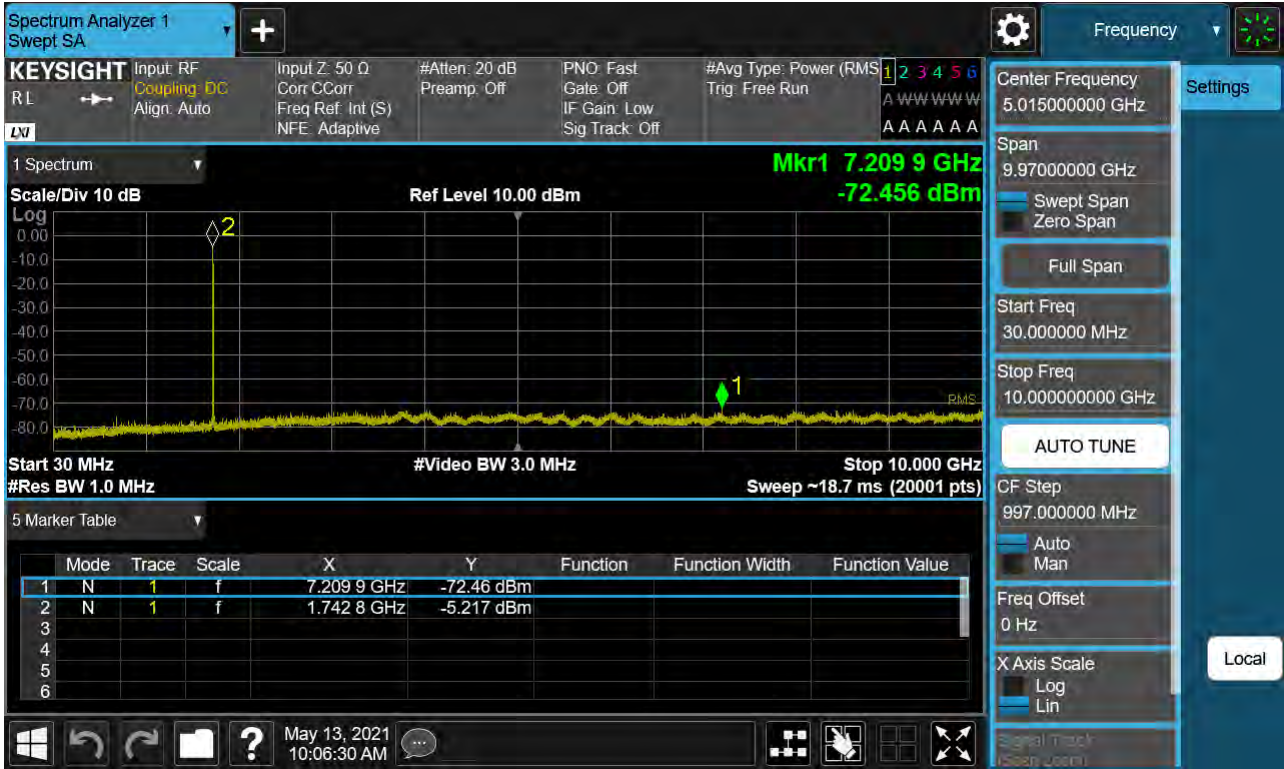 Spectrum Analyzer 1
Swept SA
+
Frequency
KEYSIGHT
R L
LXI
Input: RF
Coupling: DC
Align: Auto
Input Z: 50 Ω
Corr CCorr
Freq Ref: Int (S)
NFE: Adaptive
#Atten: 20 dB
Preamp: Off
PNO: Fast
Gate: Off
IF Gain: Low
Sig Track: Off
#Avg Type: Power (RMS
Trig: Free Run
1 2 3 4 5 6
A W W W W W
A A A A A A
1 Spectrum
Mkr1 7.209 9 GHz
Scale/Div 10 dB
Ref Level 10.00 dBm
-72.456 dBm
Log
0.00
-10.0
-20.0
-30.0
-40.0
-50.0
-60.0
-70.0
-80.0
2
1
RMS
Start 30 MHz
#Video BW 3.0 MHz
Stop 10.000 GHz
#Res BW 1.0 MHz
Sweep ~18.7 ms (20001 pts)
5 Marker Table
Mode Trace Scale X Y Function Function Width Function Value
1 N 1 f 7.209 9 GHz -72.46 dBm
2 N 1 f 1.742 8 GHz -5.217 dBm
3
4
5
6
Center Frequency
5.015000000 GHz
Settings
Span
9.97000000 GHz
Swept Span
Zero Span
Full Span
Start Freq
30.000000 MHz
Stop Freq
10.000000000 GHz
AUTO TUNE
CF Step
997.000000 MHz
Auto
Man
Freq Offset
0 Hz
X Axis Scale
Log
Lin
Local
Signal Track
(Span Zoom)
?
May 13, 2021
10:06:30 AM